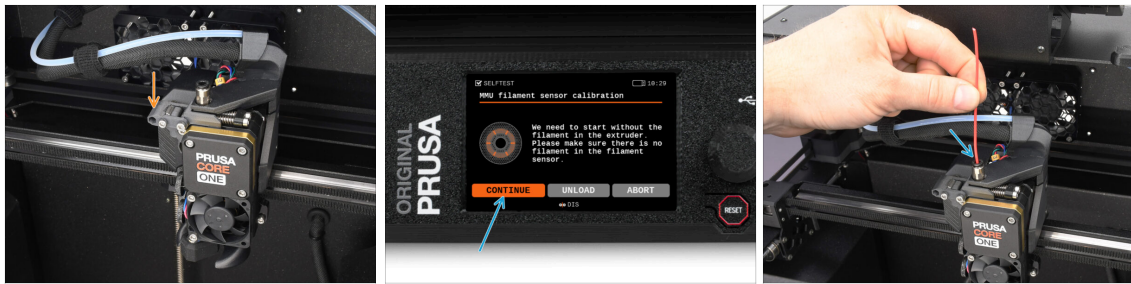 PRUSA
CORE
ONE
ORIGINAL
PRUSA
SELFTEST
10:29
MMU filament sensor calibration
We need to start without the
filament in the extruder.
Please make sure there is no
filament in the filament
sensor.
CONTINUE
UNLOAD
ABORT
DIS
RESET
PRUSA
CORE
ONE